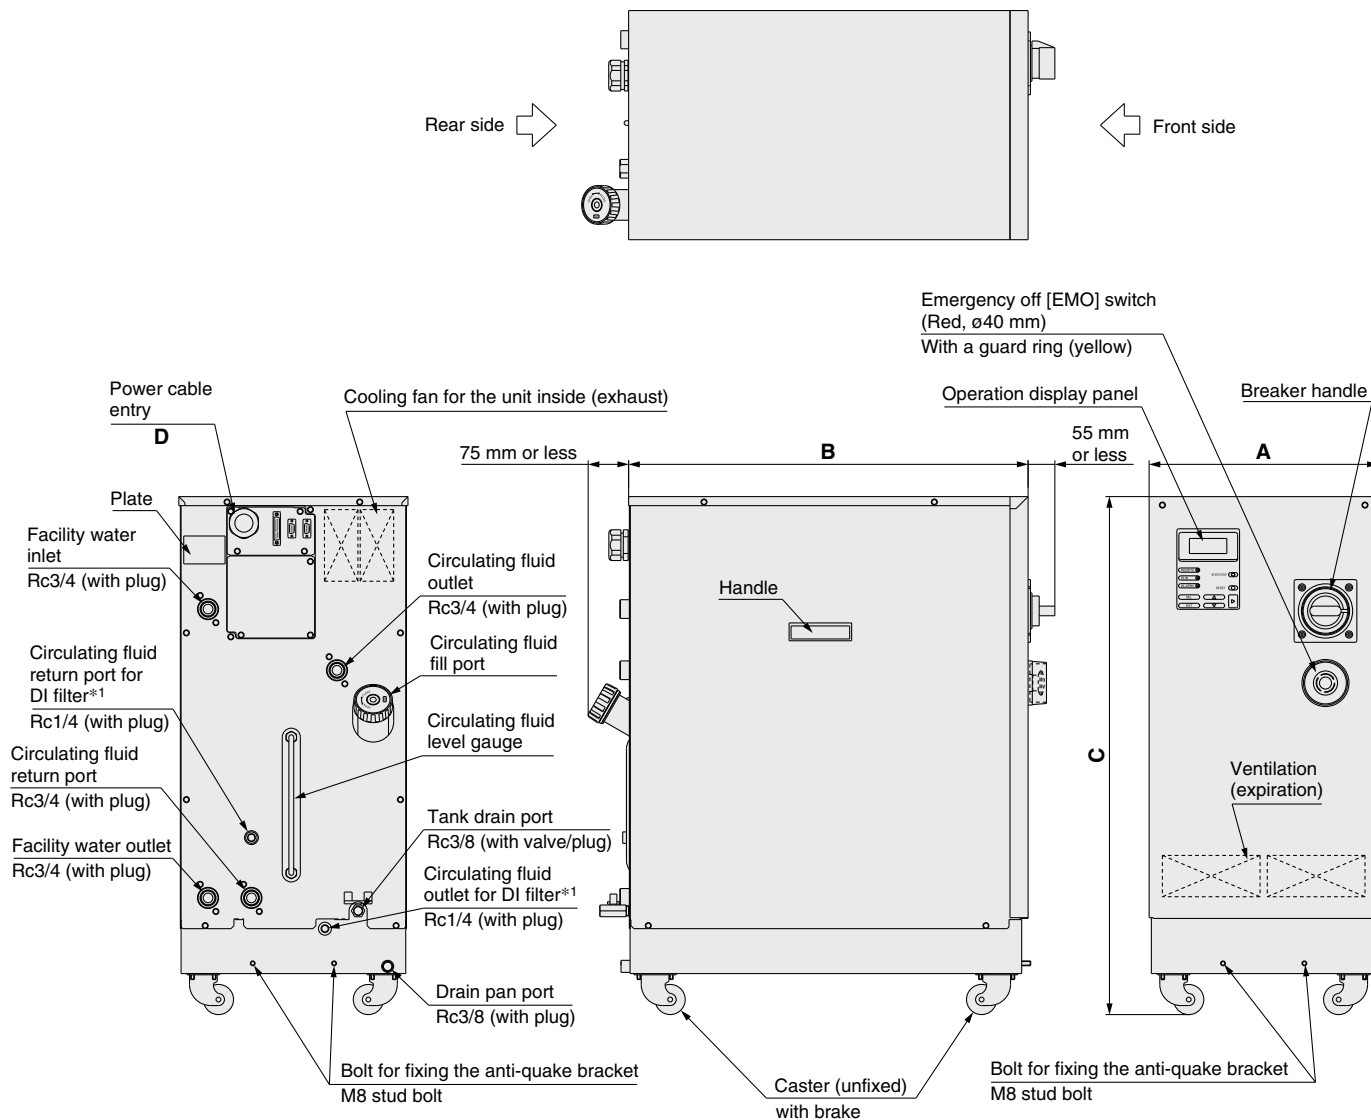 Rear side
Front side
Emergency off [EMO] switch
(Red, ø40 mm)
With a guard ring (yellow)
Power cable
entry
D
Cooling fan for the unit inside (exhaust)
Operation display panel
Breaker handle
75 mm or less
B
55 mm
or less
A
Plate
Facility water
inlet
Rc3/4 (with plug)
Circulating fluid
outlet
Rc3/4 (with plug)
Handle
Circulating fluid
return port for
DI filter*1
Rc1/4 (with plug)
Circulating fluid
fill port
Circulating fluid
level gauge
C
Circulating fluid
return port
Rc3/4 (with plug)
Ventilation
(expiration)
Facility water outlet
Rc3/4 (with plug)
Tank drain port
Rc3/8 (with valve/plug)
Circulating fluid
outlet for DI filter*1
Rc1/4 (with plug)
Drain pan port
Rc3/8 (with plug)
Bolt for fixing the anti-quake bracket
M8 stud bolt
Caster (unfixed)
with brake
Bolt for fixing the anti-quake bracket
M8 stud bolt